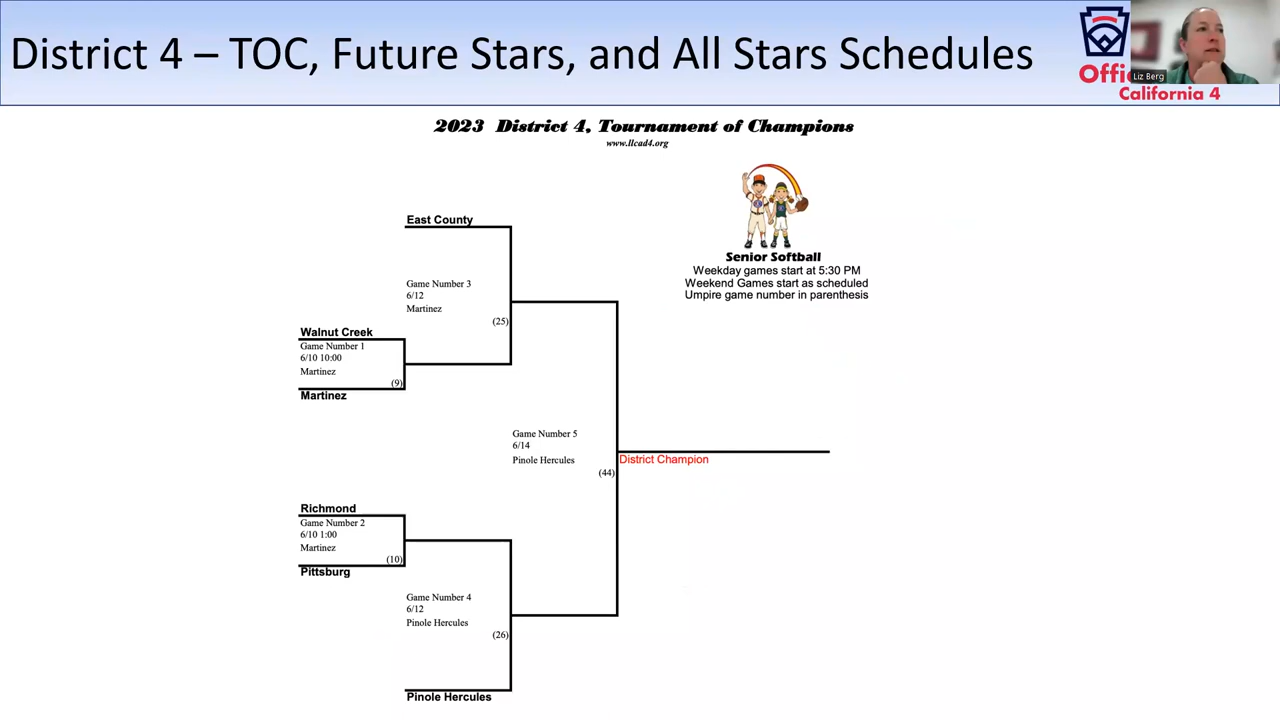 District 4 – TOC, Future Stars, and All Stars Schedules
Liz Berg
California 4
2023 District 4, Tournament of Champions
www.llcad4.org
Senior Softball
Weekday games start at 5:30 PM
Weekend Games start as scheduled
Umpire game number in parenthesis
East County
Game Number 3
6/12
Martinez
(25)
Walnut Creek
Game Number 1
6/10 10:00
Martinez
(9)
Martinez
Game Number 5
6/14
Pinole Hercules
(44)
District Champion
Richmond
Game Number 2
6/10 1:00
Martinez
(10)
Pittsburg
Game Number 4
6/12
Pinole Hercules
(26)
Pinole Hercules